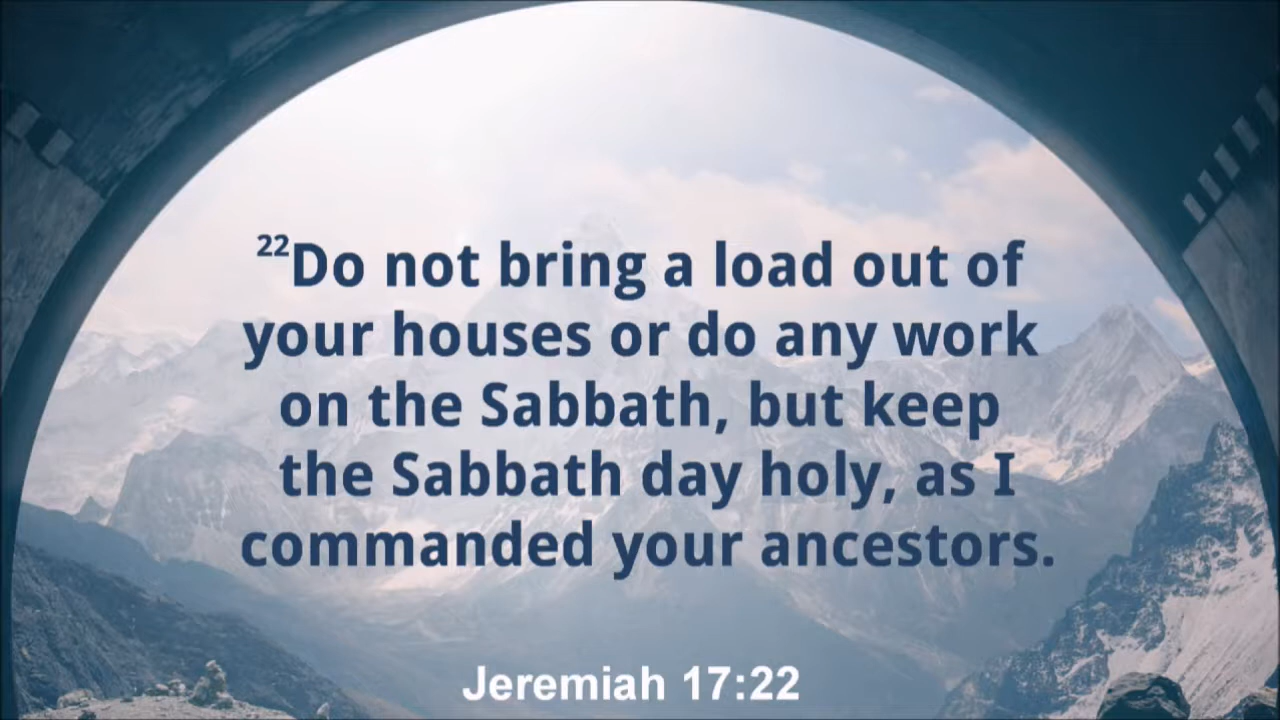 22Do not bring a load out of
your houses or do any work
on the Sabbath, but keep
the Sabbath day holy, as I
commanded your ancestors.
Jeremiah 17:22